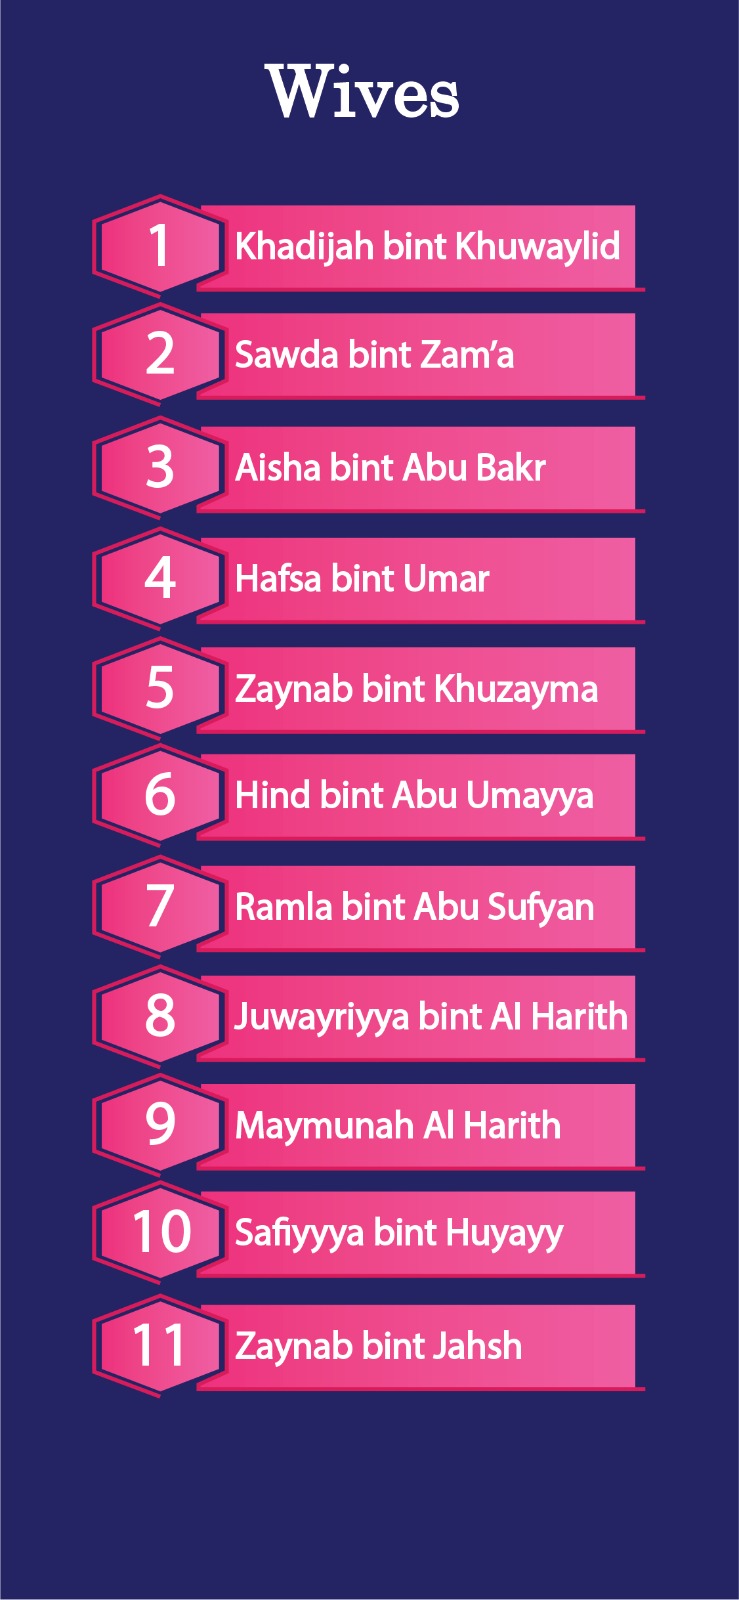 Wives
1 Khadijah bint Khuwaylid
2 Sawda bint Zam’a
3 Aisha bint Abu Bakr
4 Hafsa bint Umar
5 Zaynab bint Khuzayma
6 Hind bint Abu Umayya
7 Ramla bint Abu Sufyan
8 Juwayriyya bint Al Harith
9 Maymunah Al Harith
10 Safiyyya bint Huyayy
11 Zaynab bint Jahsh